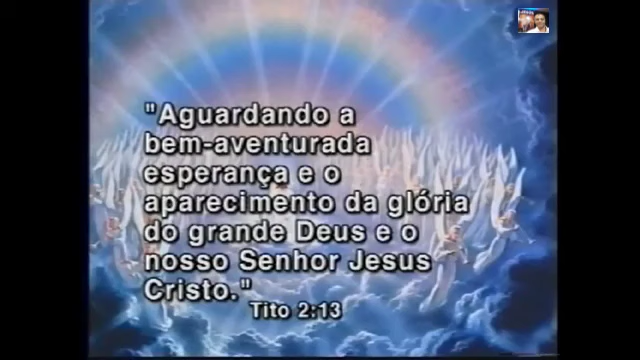 "Aguardando a
bem-aventurada
esperança e o
aparecimento da glória
do grande Deus e o
nosso Senhor Jesus
Cristo."
Tito 2:13